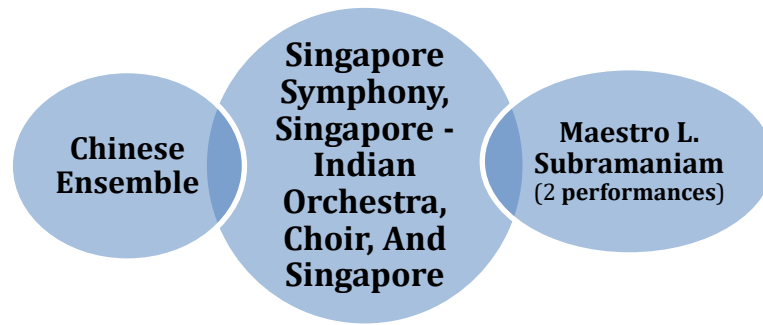 Chinese
Ensemble
Singapore
Symphony,
Singapore -
Indian
Orchestra,
Choir, And
Singapore
Maestro L.
Subramaniam
(2 performances)